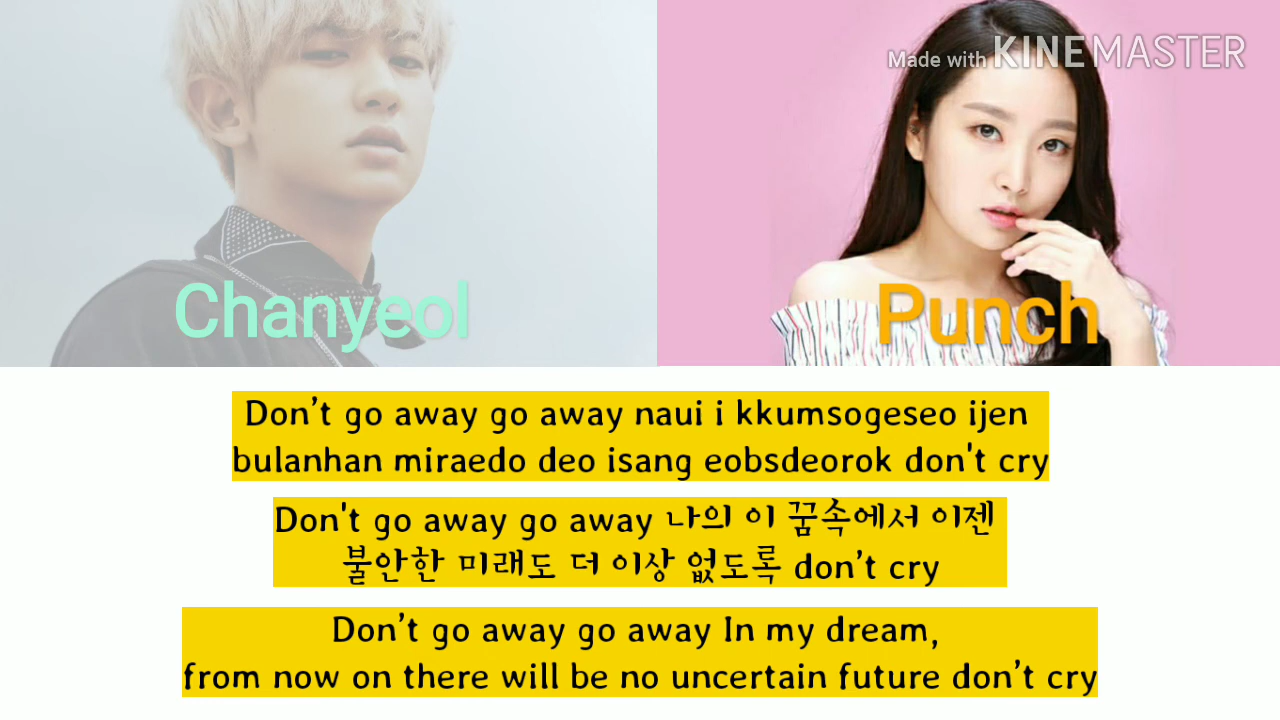 Made with KINEMASTER
Chanyeol
Punch
Don’t go away go away naui i kkumsogeseo ijen
bulanhan miraedo deo isang eobsdeorok don't cry
Don't go away go away 나의 이 꿈속에서 이젠
불안한 미래도 더 이상 없도록 don’t cry
Don’t go away go away In my dream,
from now on there will be no uncertain future don’t cry